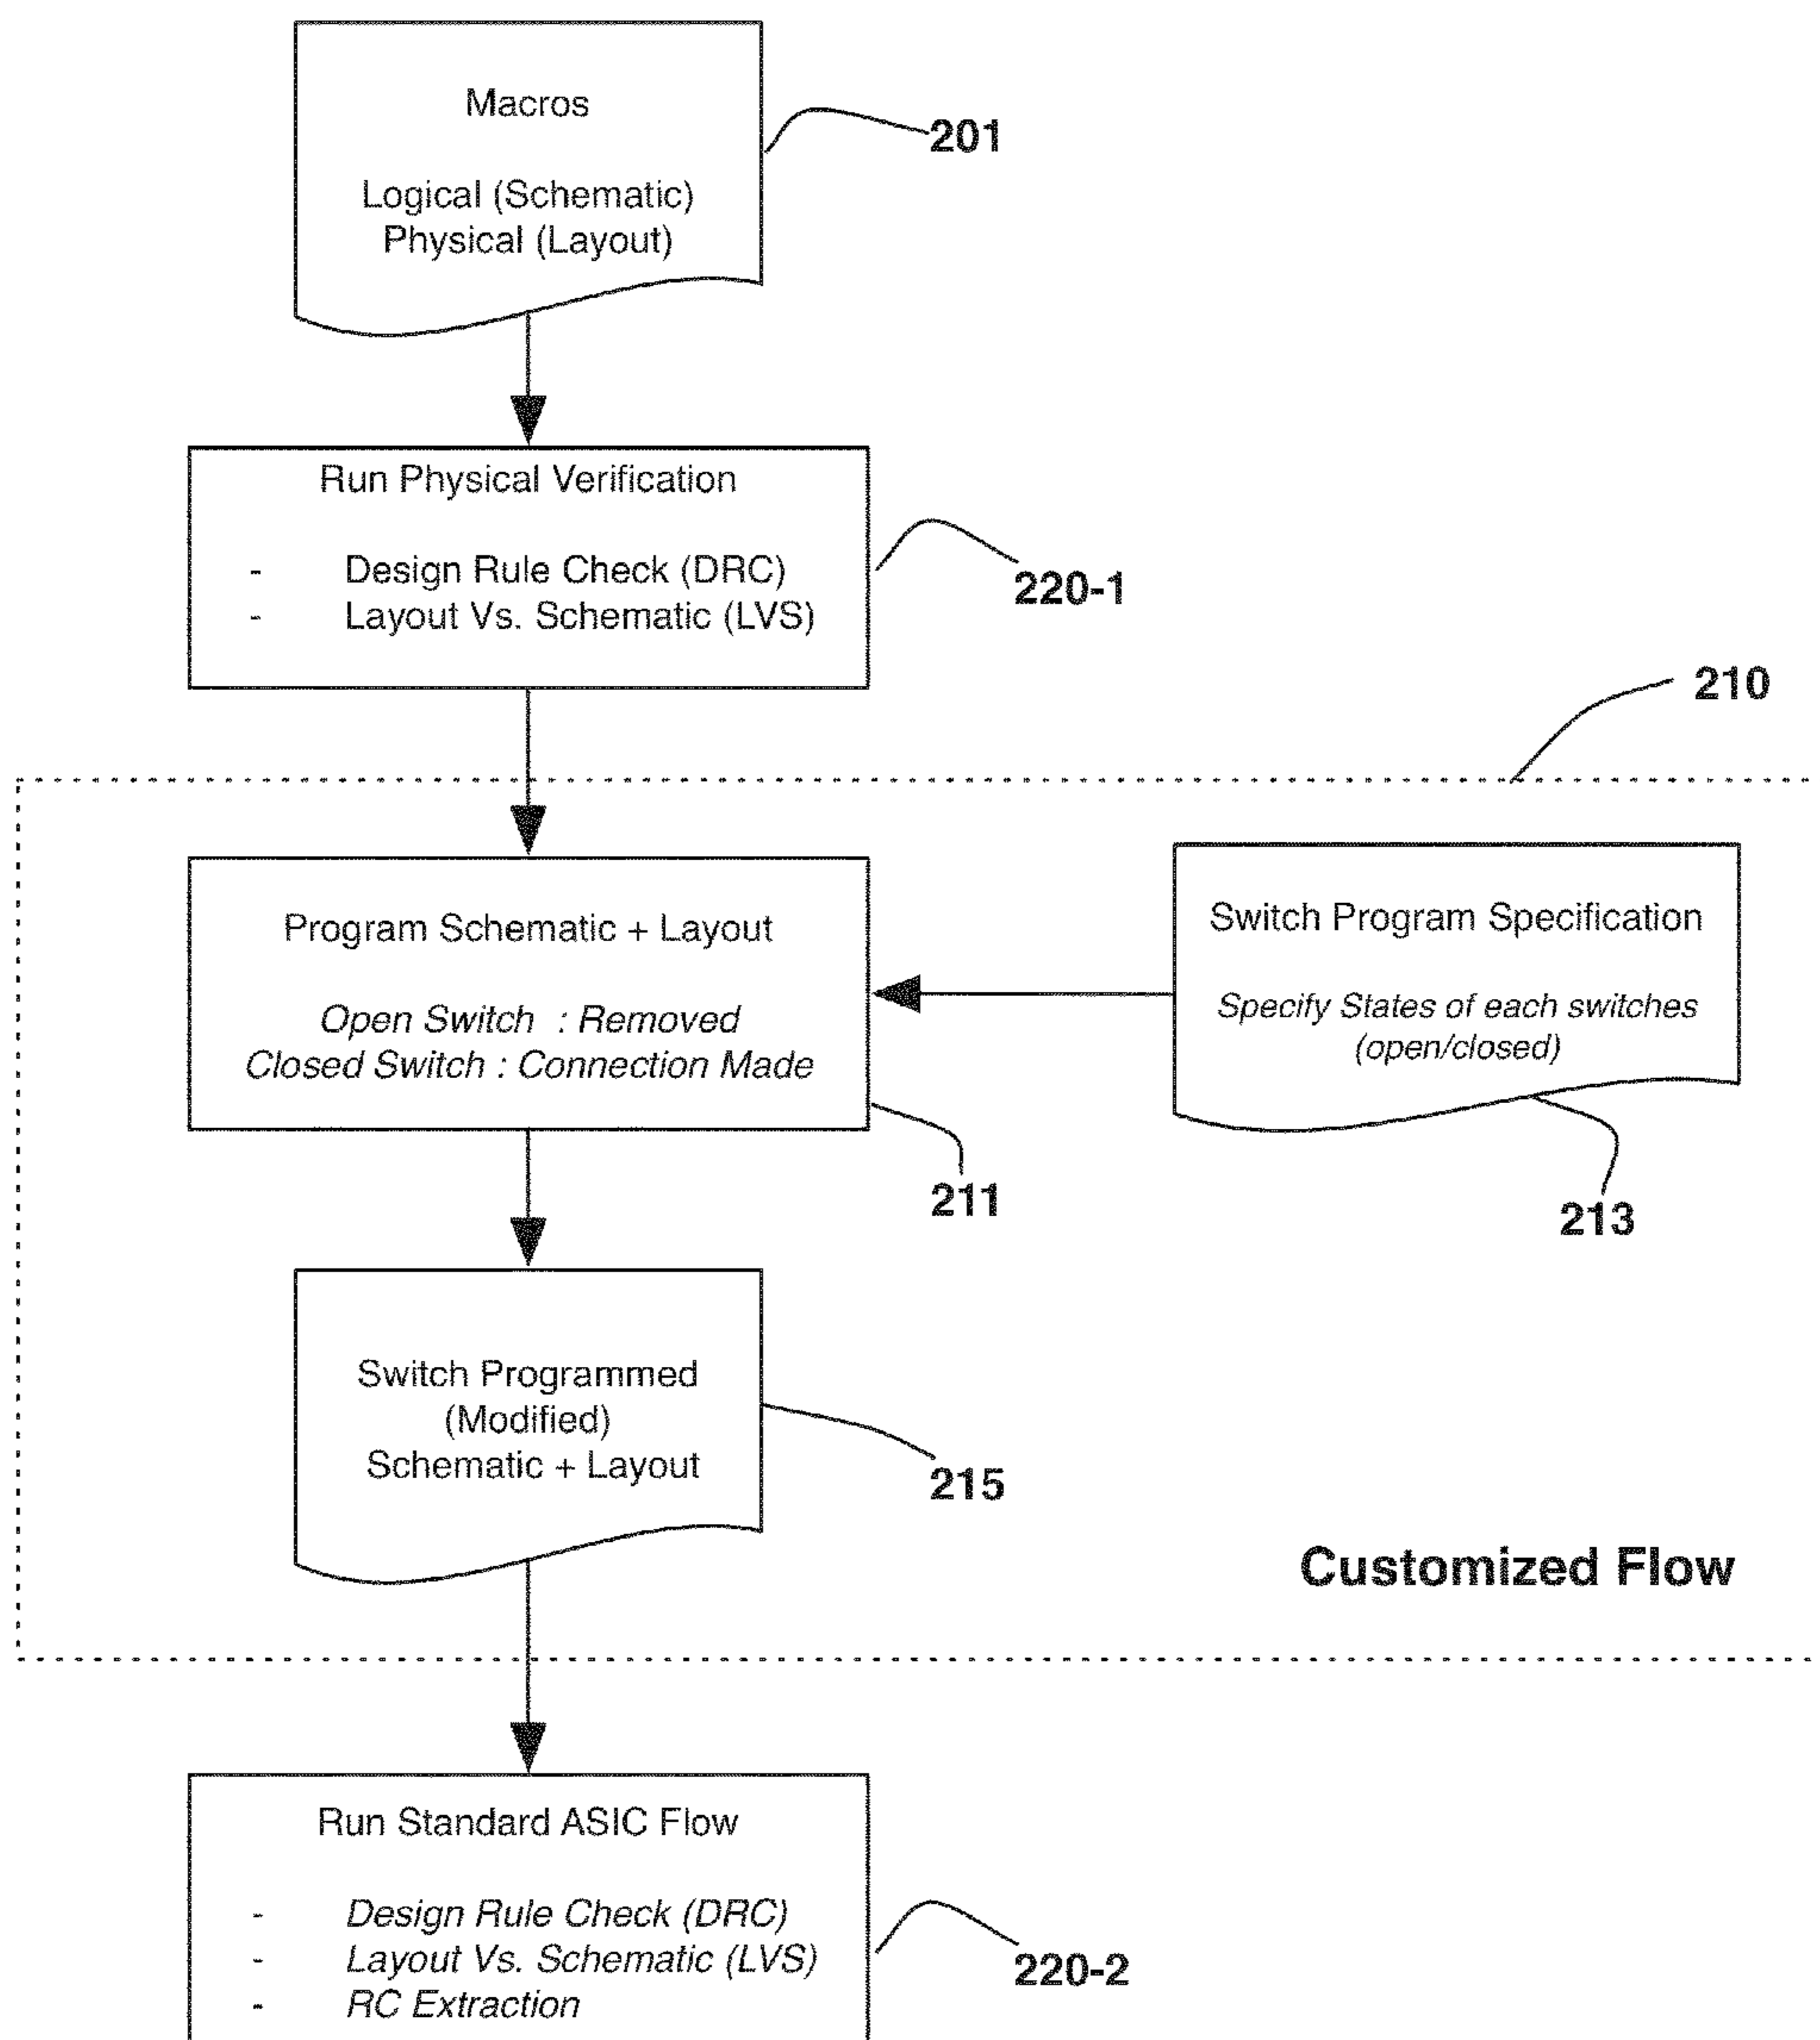 Macros
201
Logical (Schematic)
Physical (Layout)
Run Physical Verification
- Design Rule Check (DRC)
- Layout Vs. Schematic (LVS)
220-1
210
Program Schematic + Layout
Open Switch : Removed
Closed Switch : Connection Made
211
Switch Program Specification
Specify States of each switches
(open/closed)
213
Switch Programmed
(Modified)
Schematic + Layout
215
Customized Flow
Run Standard ASIC Flow
- Design Rule Check (DRC)
- Layout Vs. Schematic (LVS)
- RC Extraction
220-2